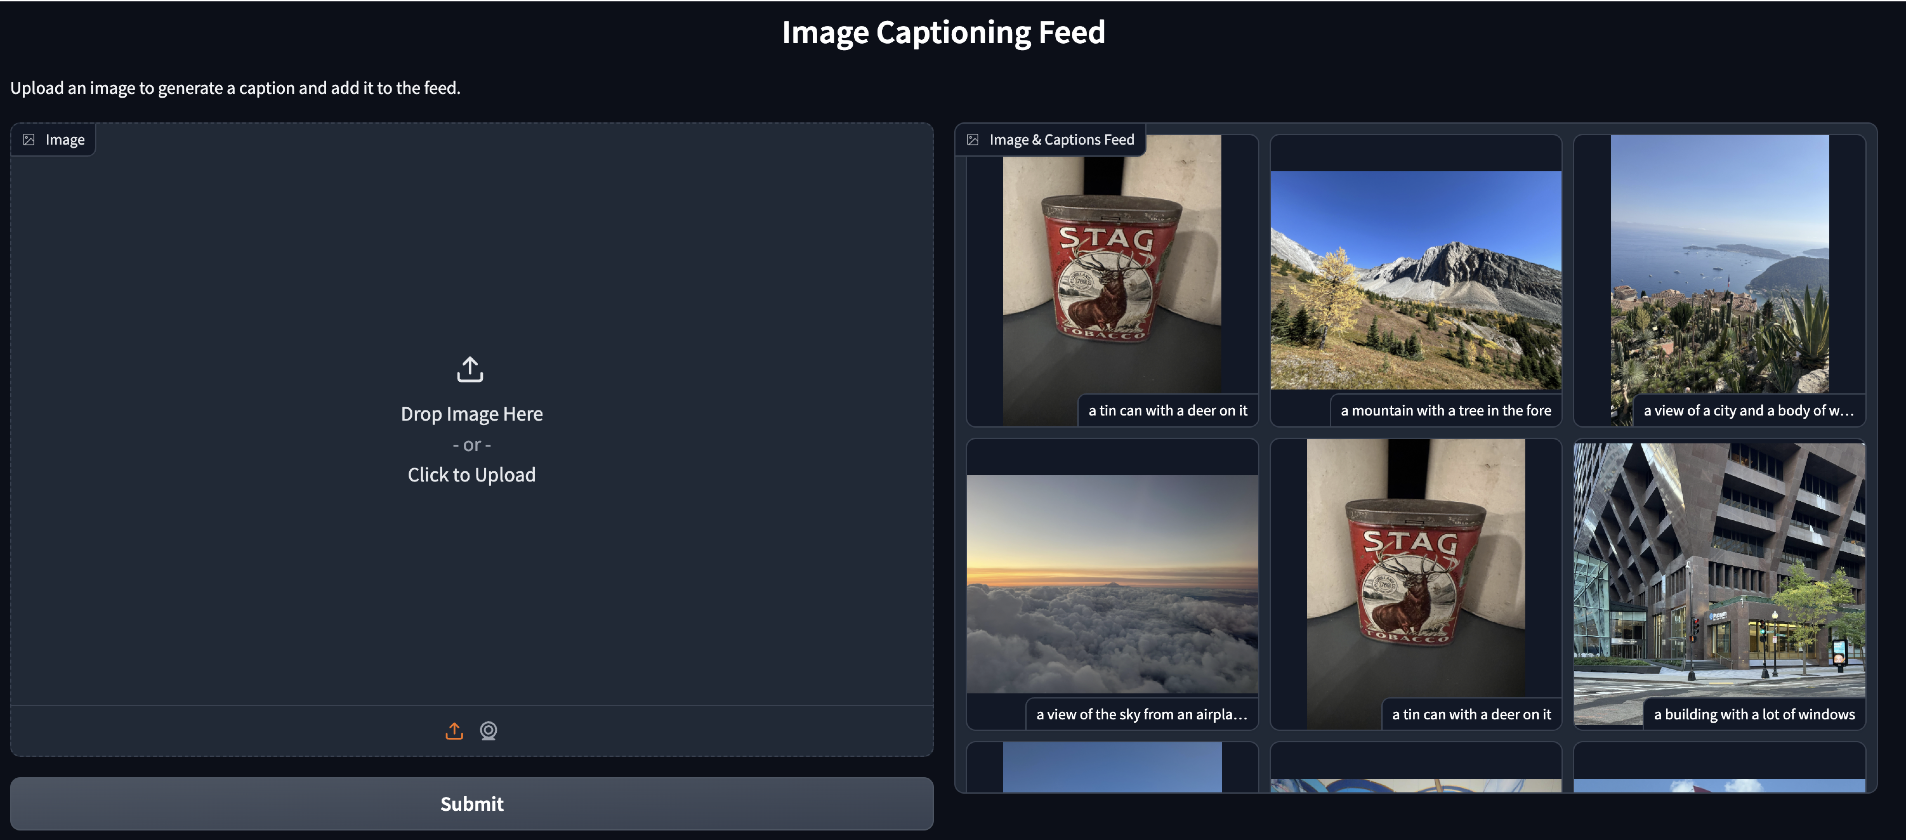 Image Captioning Feed
Upload an image to generate a caption and add it to the feed.
Image
Drop Image Here
- or -
Click to Upload
Submit
Image & Captions Feed
STAG
TOBACCO
a tin can with a deer on it
a mountain with a tree in the fore
a view of a city and a body of w...
a view of the sky from an airpla...
STAG
TOBACCO
a tin can with a deer on it
a building with a lot of windows